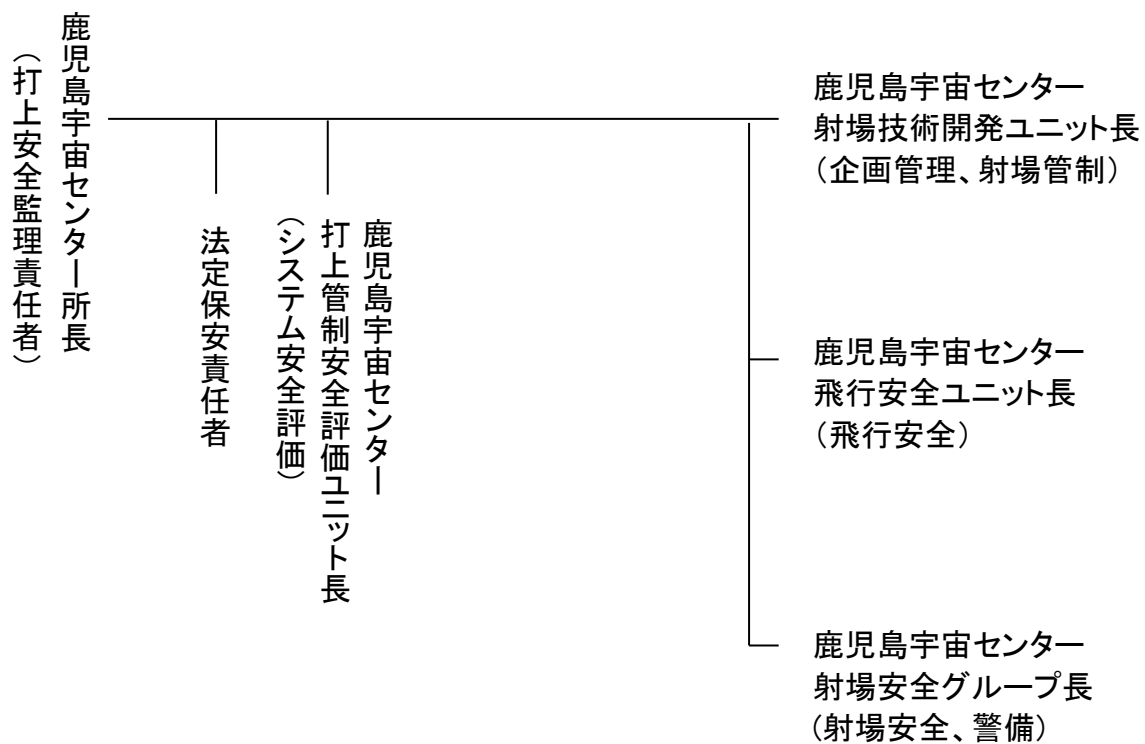 鹿児島宇宙センター所長
（打上安全監理責任者）
法定保安責任者
鹿児島宇宙センター
打上管制安全評価ユニット長
（システム安全評価）
鹿児島宇宙センター
射場技術開発ユニット長
（企画管理、射場管制）
鹿児島宇宙センター
飛行安全ユニット長
（飛行安全）
鹿児島宇宙センター
射場安全グループ長
(射場安全、警備）